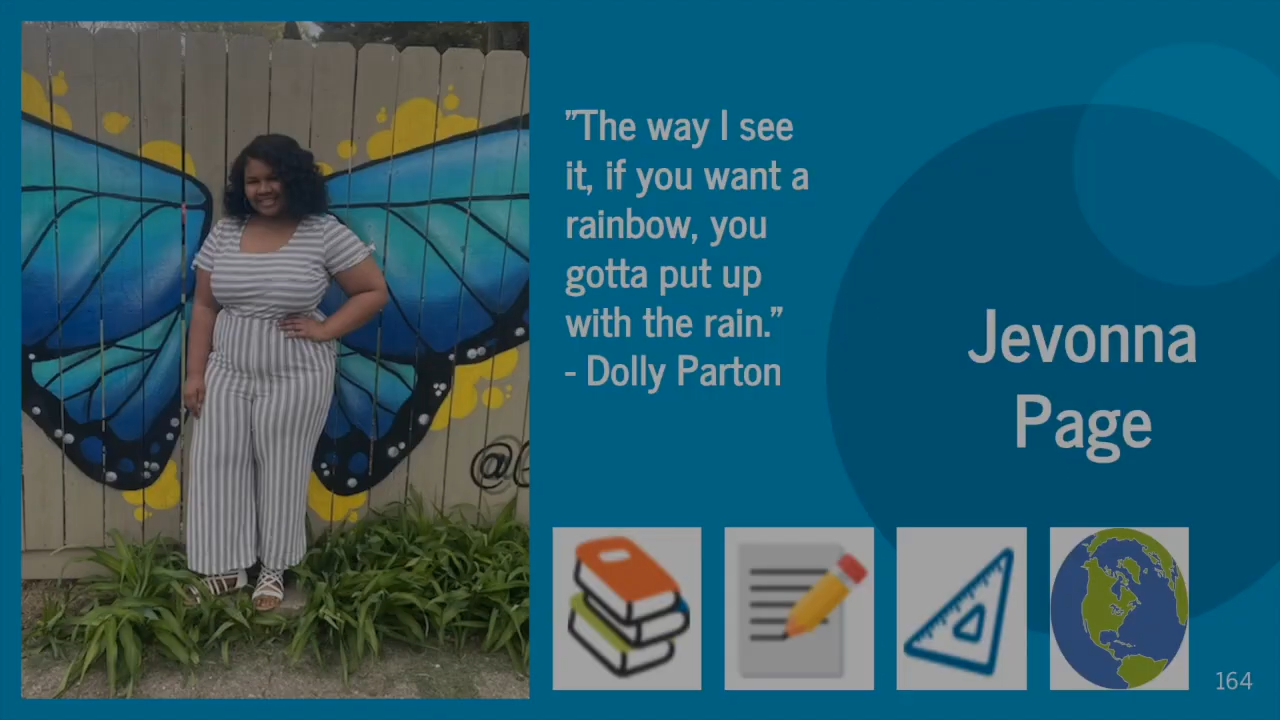 "The way I see
it, if you want a
rainbow, you
gotta put up
with the rain."
- Dolly Parton
Jevonna
Page
@
164